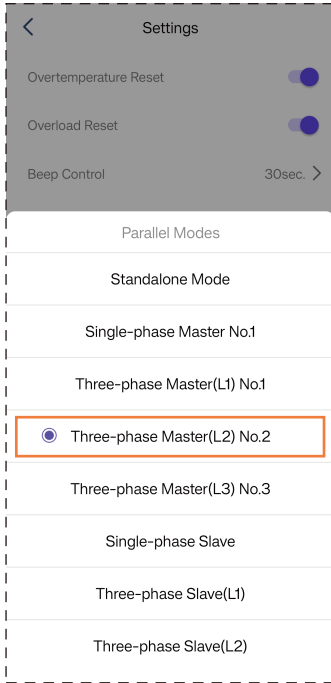 Settings
Overtemperature Reset
Overload Reset
Beep Control 30sec.
Parallel Modes
Standalone Mode
Single-phase Master No.1
Three-phase Master(L1) No.1
Three-phase Master(L2) No.2
Three-phase Master(L3) No.3
Single-phase Slave
Three-phase Slave(L1)
Three-phase Slave(L2)